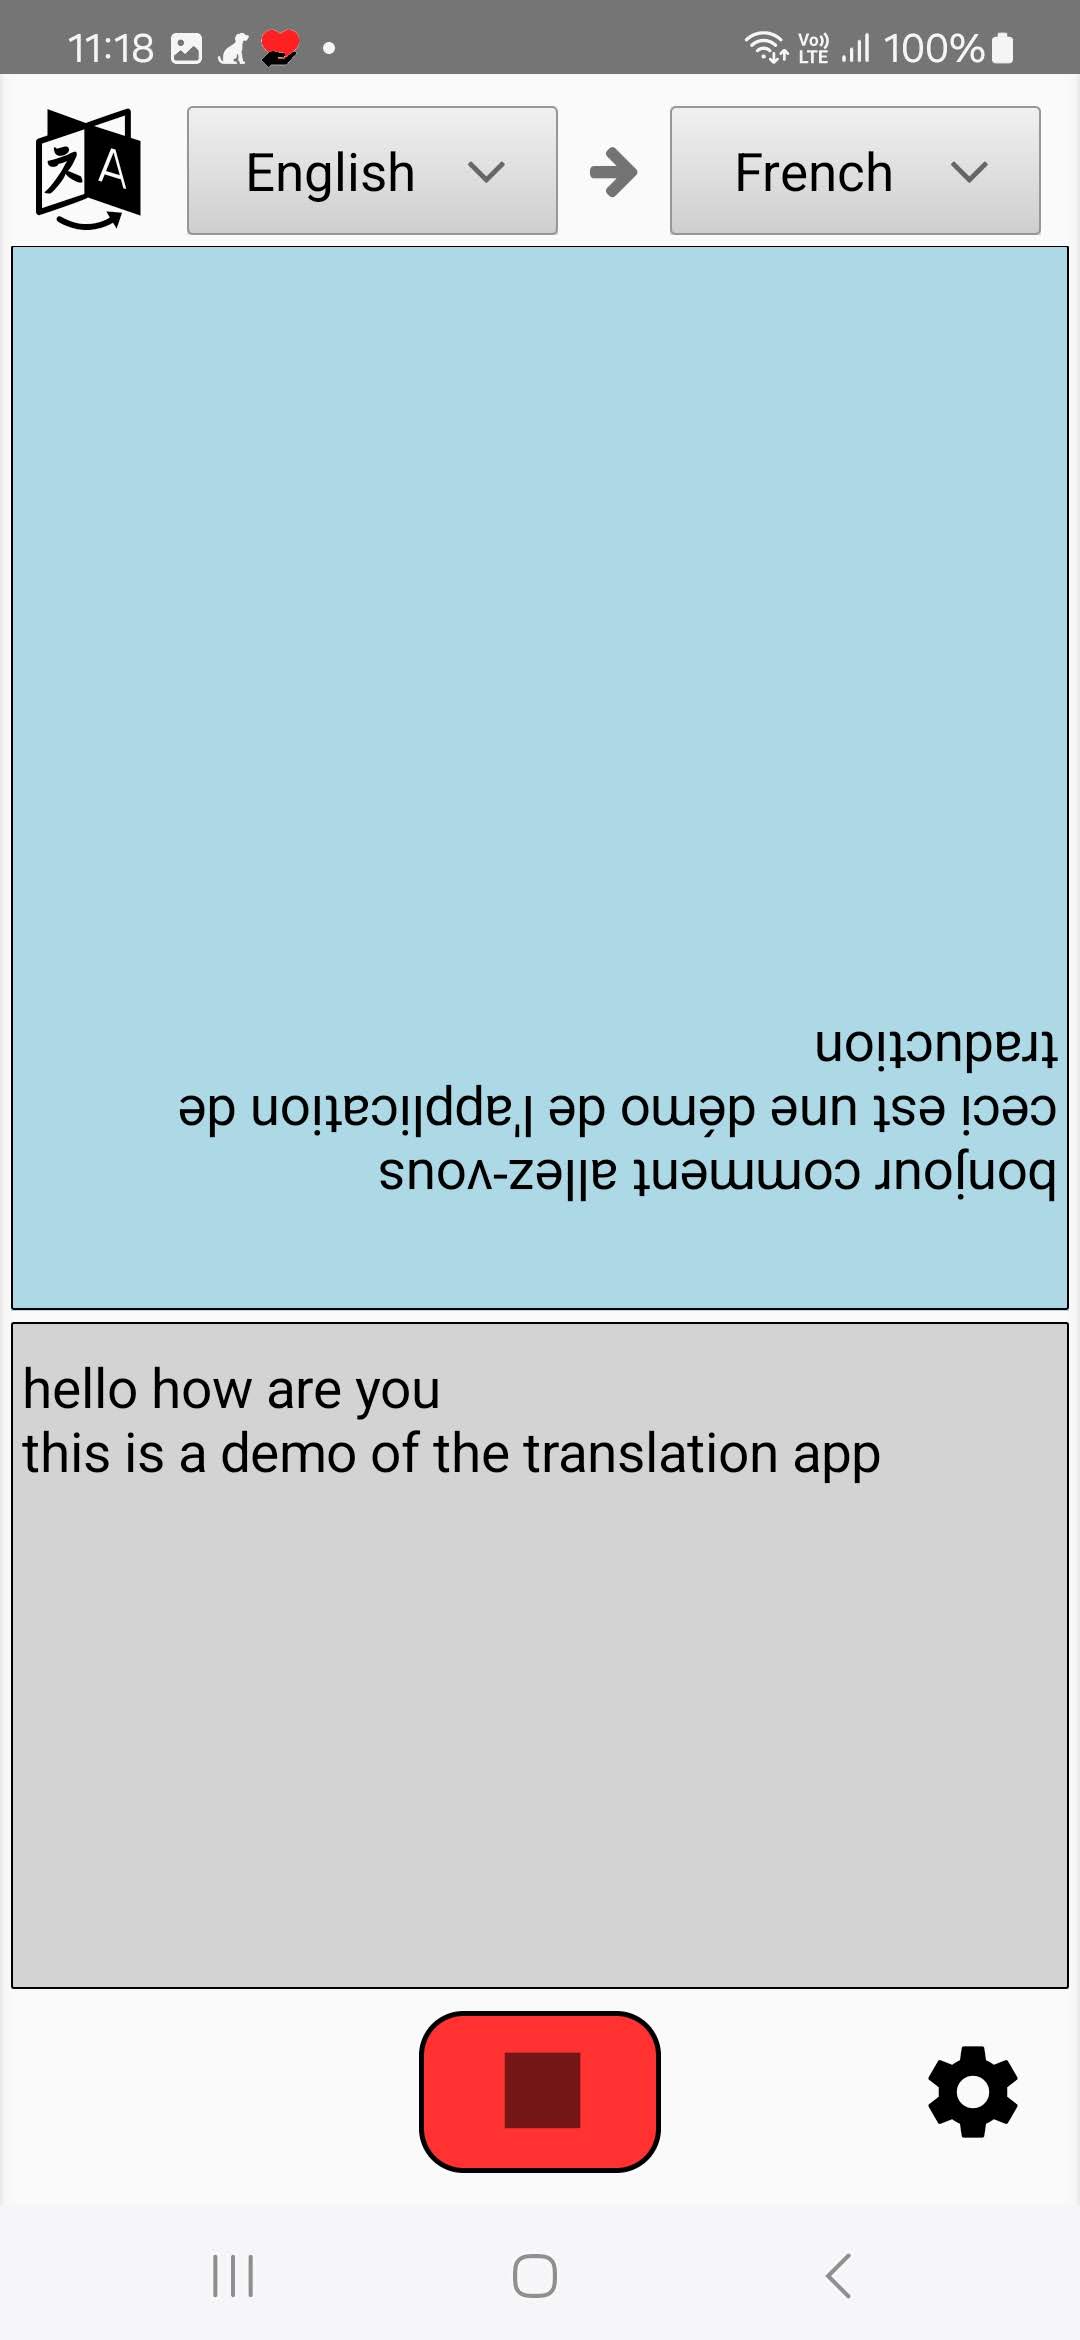 11:18
Vo)) LTE
100%
English
French
bonjour comment allez-vous
ceci est une démo de l'application de
traduction
hello how are you
this is a demo of the translation app